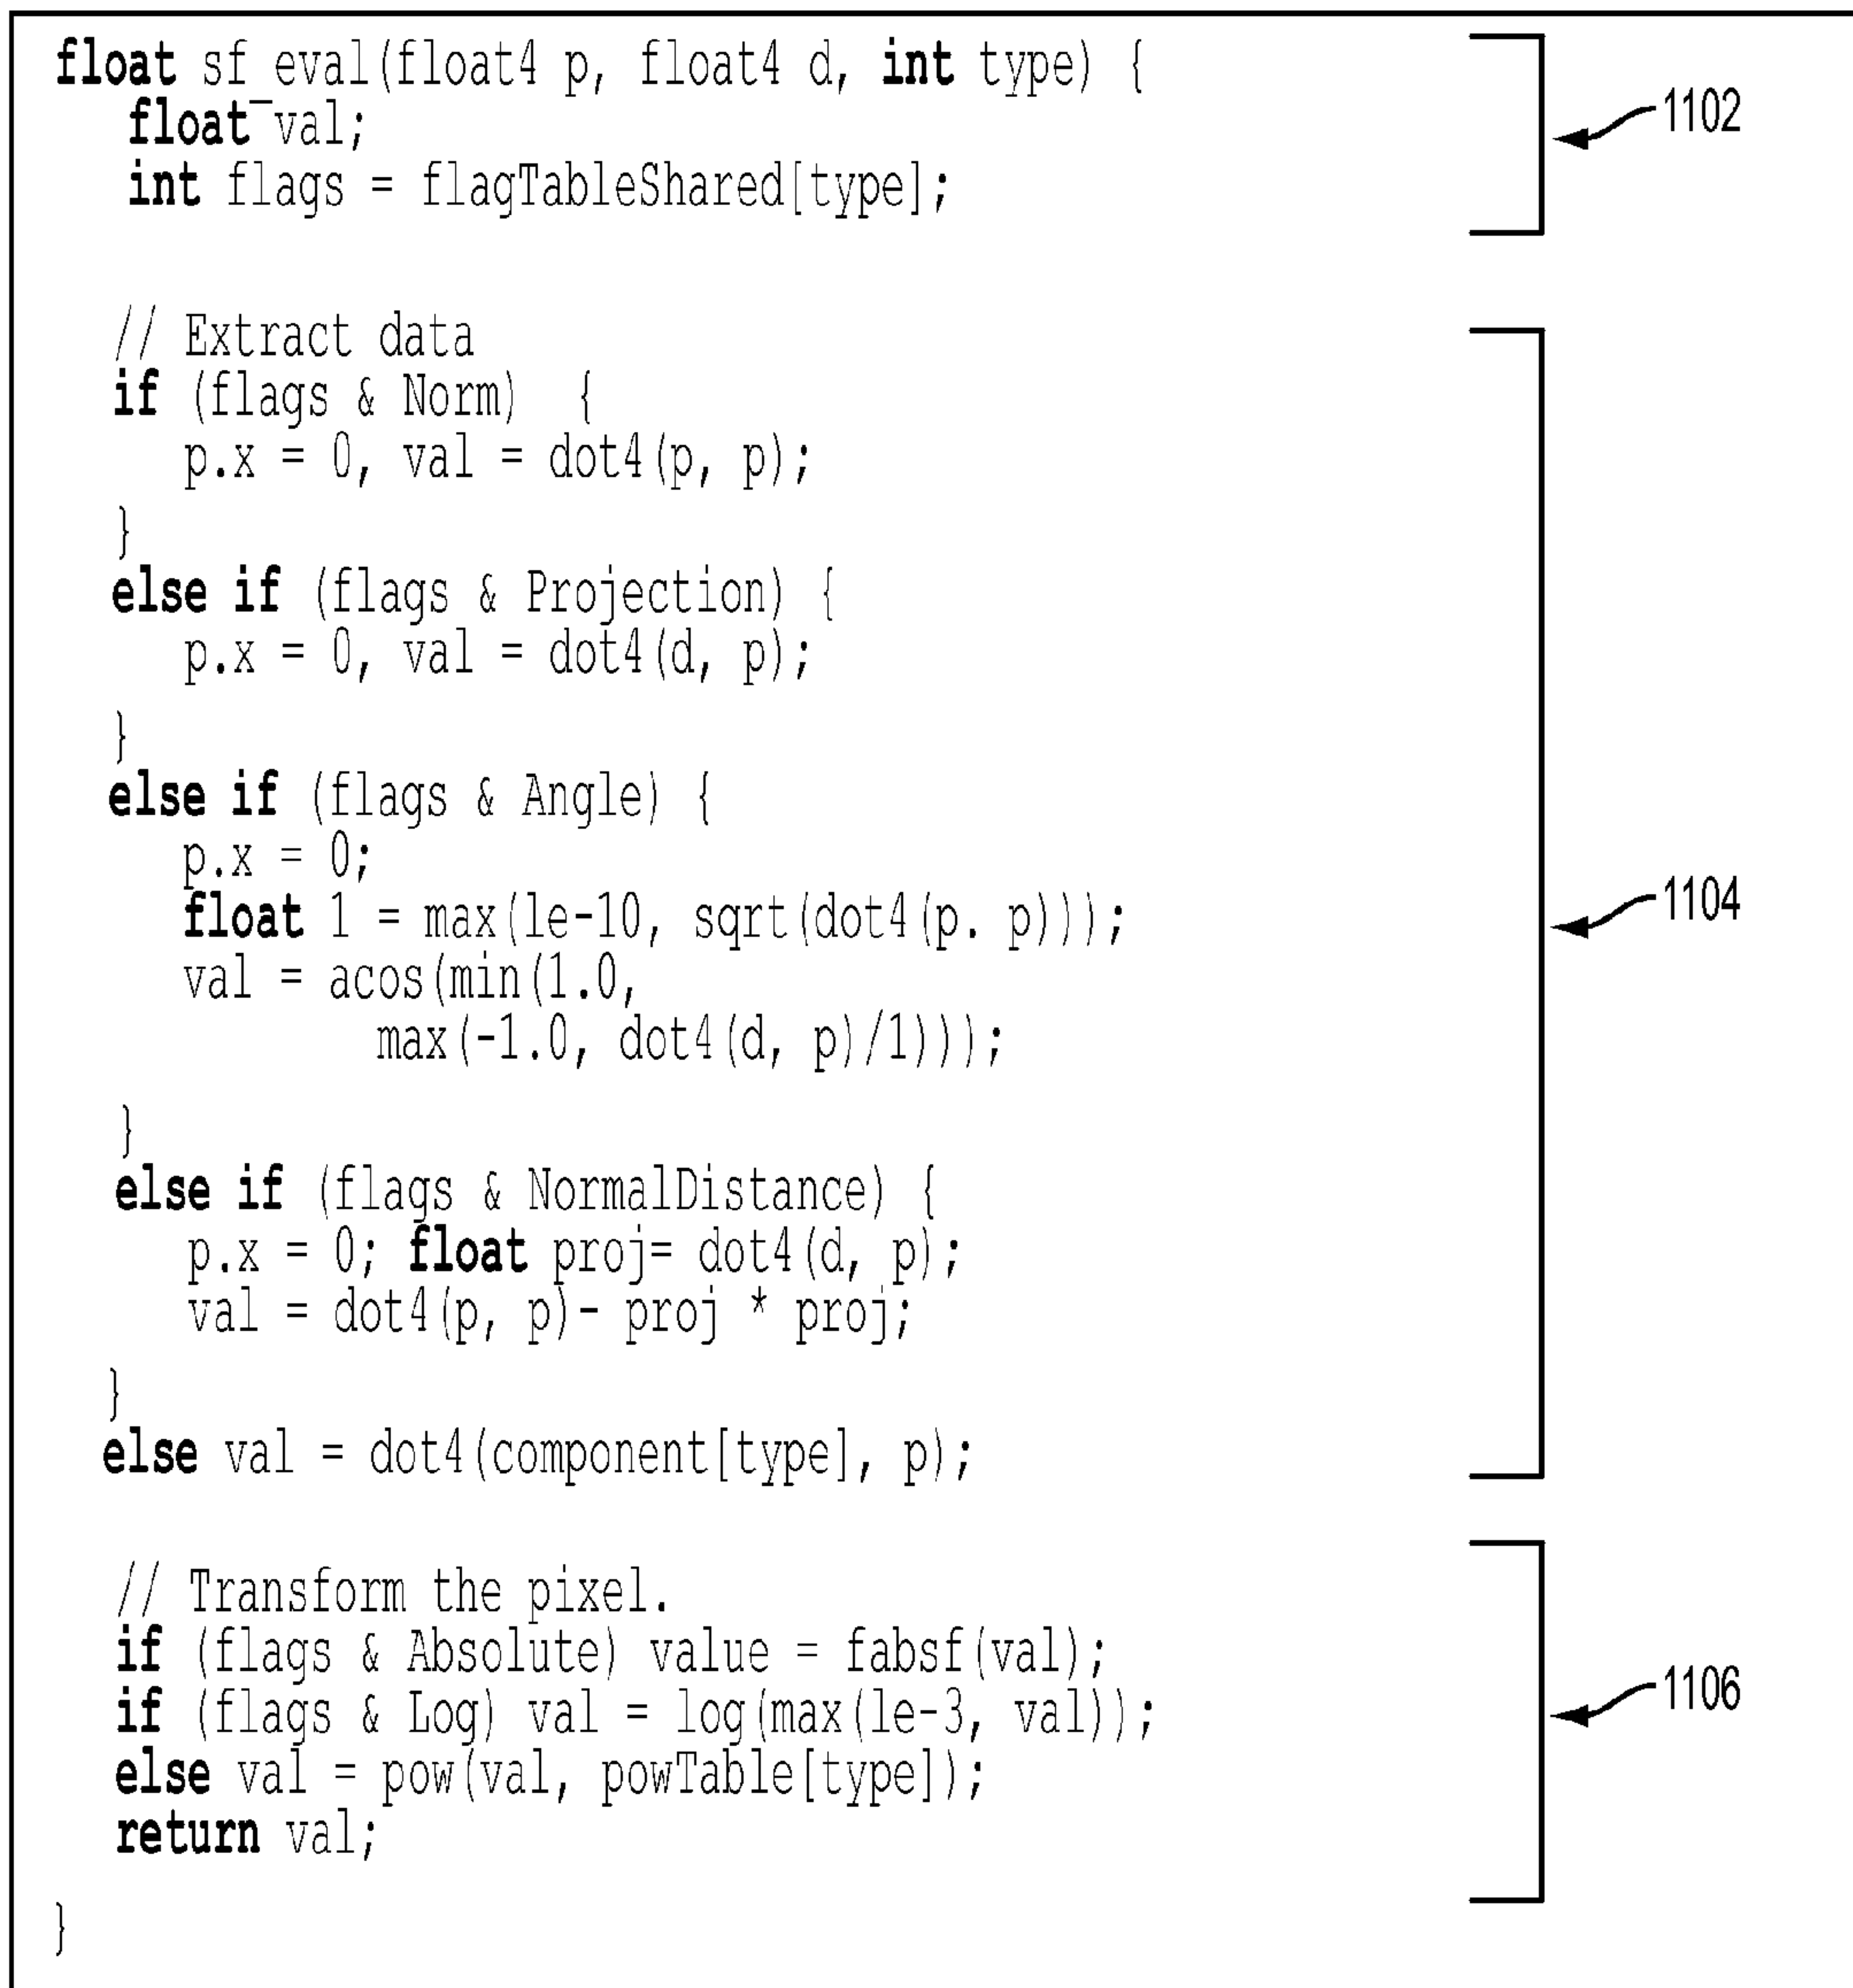 float sf_eval(float4 p, float4 d, int type) {
float val;
int flags = flagTableShared[type];
1102
// Extract data
if (flags & Norm) {
p.x = 0, val = dot4(p, p);
}
else if (flags & Projection) {
p.x = 0, val = dot4(d, p);
}
else if (flags & Angle) {
p.x = 0;
float 1 = max(le-10, sqrt(dot4(p. p)));
val = acos(min(1.0,
max(-1.0, dot4(d, p)/1)));
}
else if (flags & NormalDistance) {
p.x = 0; float proj= dot4(d, p);
val = dot4(p, p)- proj * proj;
}
else val = dot4(component[type], p);
1104
// Transform the pixel.
if (flags & Absolute) value = fabsf(val);
if (flags & Log) val = log(max(le-3, val));
else val = pow(val, powTable[type]);
return val;
1106
}